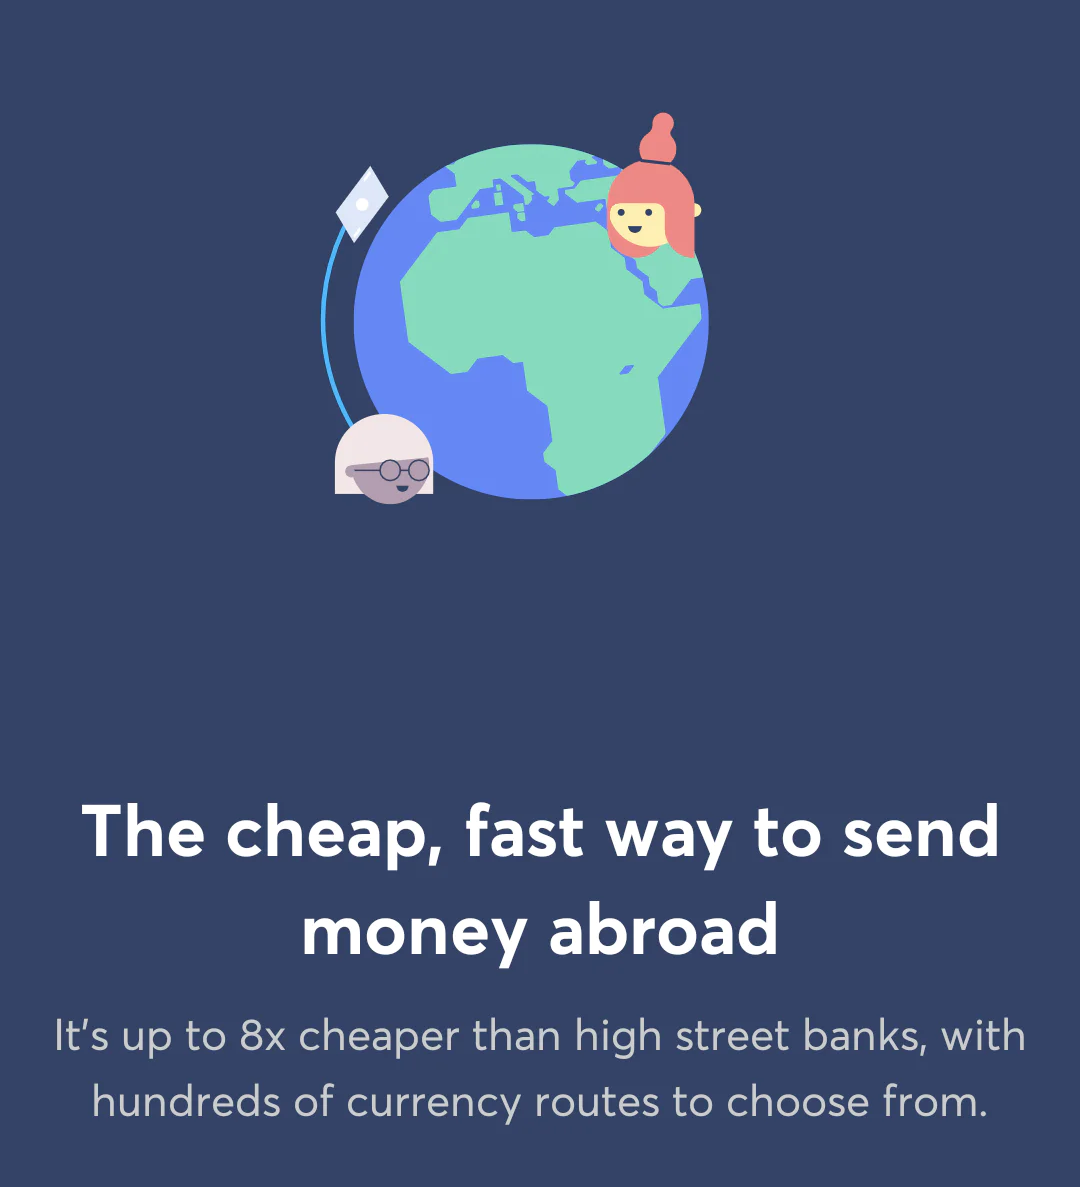 The cheap, fast way to send
money abroad
It's up to 8x cheaper than high street banks, with
hundreds of currency routes to choose from.